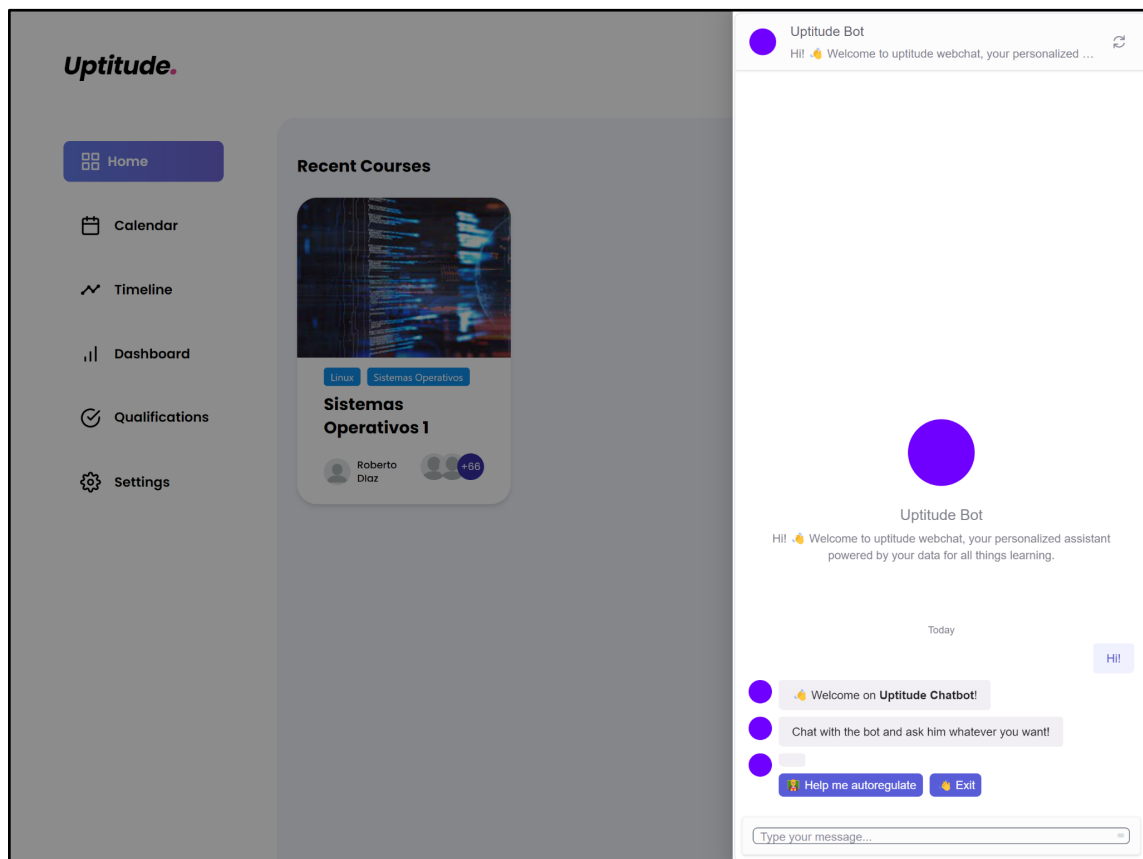 Uptitude.
Home
Calendar
Timeline
Dashboard
Qualifications
Settings
Recent Courses
Linux
Sistemas Operativos
Sistemas
Operativos 1
Roberto
Diaz
+66
Uptitude Bot
Hi! 👋 Welcome to uptitude webchat, your personalized ...
Uptitude Bot
Hi! 👋 Welcome to uptitude webchat, your personalized assistant
powered by your data for all things learning.
Today
Hi!
👋 Welcome on Uptitude Chatbot!
Chat with the bot and ask him whatever you want!
Help me autoregulate
👋 Exit
Type your message...